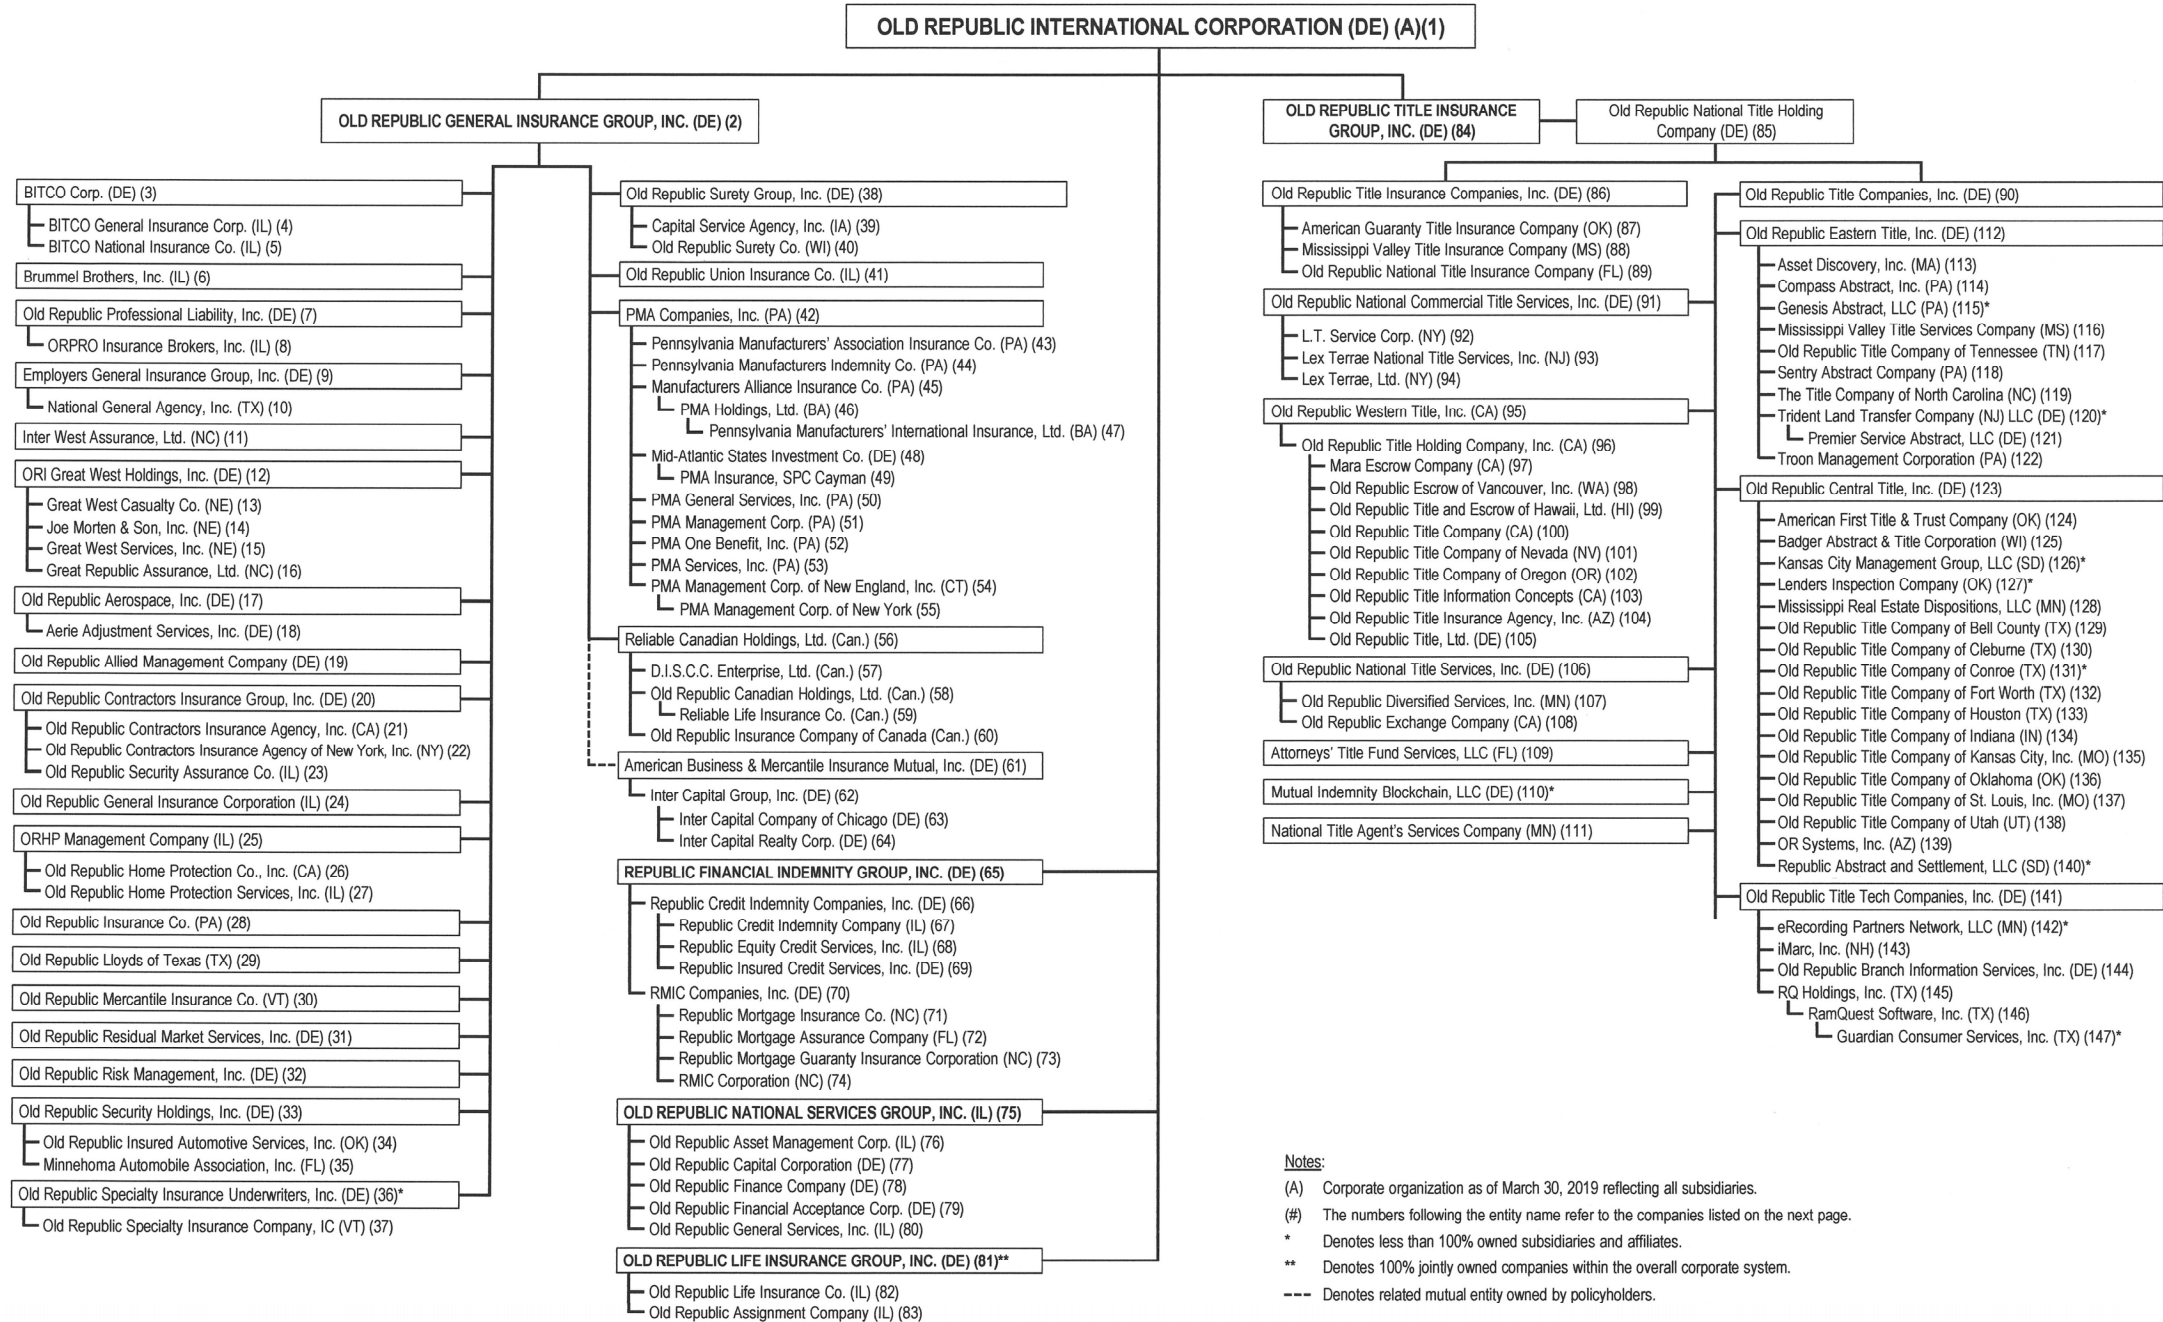 OLD REPUBLIC INTERNATIONAL CORPORATION (DE) (A)(1)
OLD REPUBLIC GENERAL INSURANCE GROUP, INC. (DE) (2)
BITCO Corp. (DE) (3)
BITCO General Insurance Corp. (IL) (4)
BITCO National Insurance Co. (IL) (5)
Brummel Brothers, Inc. (IL) (6)
Old Republic Professional Liability, Inc. (DE) (7)
ORPRO Insurance Brokers, Inc. (IL) (8)
Employers General Insurance Group, Inc. (DE) (9)
National General Agency, Inc. (TX) (10)
Inter West Assurance, Ltd. (NC) (11)
ORI Great West Holdings, Inc. (DE) (12)
Great West Casualty Co. (NE) (13)
Joe Morten & Son, Inc. (NE) (14)
Great West Services, Inc. (NE) (15)
Great Republic Assurance, Ltd. (NC) (16)
Old Republic Aerospace, Inc. (DE) (17)
Aerie Adjustment Services, Inc. (DE) (18)
Old Republic Allied Management Company (DE) (19)
Old Republic Contractors Insurance Group, Inc. (DE) (20)
Old Republic Contractors Insurance Agency, Inc. (CA) (21)
Old Republic Contractors Insurance Agency of New York, Inc. (NY) (22)
Old Republic Security Assurance Co. (IL) (23)
Old Republic General Insurance Corporation (IL) (24)
ORHP Management Company (IL) (25)
Old Republic Home Protection Co., Inc. (CA) (26)
Old Republic Home Protection Services, Inc. (IL) (27)
Old Republic Insurance Co. (PA) (28)
Old Republic Lloyds of Texas (TX) (29)
Old Republic Mercantile Insurance Co. (VT) (30)
Old Republic Residual Market Services, Inc. (DE) (31)
Old Republic Risk Management, Inc. (DE) (32)
Old Republic Security Holdings, Inc. (DE) (33)
Old Republic Insured Automotive Services, Inc. (OK) (34)
Minnehoma Automobile Association, Inc. (FL) (35)
Old Republic Specialty Insurance Underwriters, Inc. (DE) (36)*
Old Republic Specialty Insurance Company, IC (VT) (37)
Old Republic Surety Group, Inc. (DE) (38)
Capital Service Agency, Inc. (IA) (39)
Old Republic Surety Co. (WI) (40)
Old Republic Union Insurance Co. (IL) (41)
PMA Companies, Inc. (PA) (42)
Pennsylvania Manufacturers' Association Insurance Co. (PA) (43)
Pennsylvania Manufacturers Indemnity Co. (PA) (44)
Manufacturers Alliance Insurance Co. (PA) (45)
PMA Holdings, Ltd. (BA) (46)
Pennsylvania Manufacturers' International Insurance, Ltd. (BA) (47)
Mid-Atlantic States Investment Co. (DE) (48)
PMA Insurance, SPC Cayman (49)
PMA General Services, Inc. (PA) (50)
PMA Management Corp. (PA) (51)
PMA One Benefit, Inc. (PA) (52)
PMA Services, Inc. (PA) (53)
PMA Management Corp. of New England, Inc. (CT) (54)
PMA Management Corp. of New York (55)
Reliable Canadian Holdings, Ltd. (Can.) (56)
D.I.S.C.C. Enterprise, Ltd. (Can.) (57)
Old Republic Canadian Holdings, Ltd. (Can.) (58)
Reliable Life Insurance Co. (Can.) (59)
Old Republic Insurance Company of Canada (Can.) (60)
American Business & Mercantile Insurance Mutual, Inc. (DE) (61)
Inter Capital Group, Inc. (DE) (62)
Inter Capital Company of Chicago (DE) (63)
Inter Capital Realty Corp. (DE) (64)
REPUBLIC FINANCIAL INDEMNITY GROUP, INC. (DE) (65)
Republic Credit Indemnity Companies, Inc. (DE) (66)
Republic Credit Indemnity Company (IL) (67)
Republic Equity Credit Services, Inc. (IL) (68)
Republic Insured Credit Services, Inc. (DE) (69)
RMIC Companies, Inc. (DE) (70)
Republic Mortgage Insurance Co. (NC) (71)
Republic Mortgage Assurance Company (FL) (72)
Republic Mortgage Guaranty Insurance Corporation (NC) (73)
RMIC Corporation (NC) (74)
OLD REPUBLIC NATIONAL SERVICES GROUP, INC. (IL) (75)
Old Republic Asset Management Corp. (IL) (76)
Old Republic Capital Corporation (DE) (77)
Old Republic Finance Company (DE) (78)
Old Republic Financial Acceptance Corp. (DE) (79)
Old Republic General Services, Inc. (IL) (80)
OLD REPUBLIC LIFE INSURANCE GROUP, INC. (DE) (81)**
Old Republic Life Insurance Co. (IL) (82)
Old Republic Assignment Company (IL) (83)
OLD REPUBLIC TITLE INSURANCE
GROUP, INC. (DE) (84)
Old Republic National Title Holding
Company (DE) (85)
Old Republic Title Insurance Companies, Inc. (DE) (86)
American Guaranty Title Insurance Company (OK) (87)
Mississippi Valley Title Insurance Company (MS) (88)
Old Republic National Title Insurance Company (FL) (89)
Old Republic National Commercial Title Services, Inc. (DE) (91)
L.T. Service Corp. (NY) (92)
Lex Terrae National Title Services, Inc. (NJ) (93)
Lex Terrae, Ltd. (NY) (94)
Old Republic Western Title, Inc. (CA) (95)
Old Republic Title Holding Company, Inc. (CA) (96)
Mara Escrow Company (CA) (97)
Old Republic Escrow of Vancouver, Inc. (WA) (98)
Old Republic Title and Escrow of Hawaii, Ltd. (HI) (99)
Old Republic Title Company (CA) (100)
Old Republic Title Company of Nevada (NV) (101)
Old Republic Title Company of Oregon (OR) (102)
Old Republic Title Information Concepts (CA) (103)
Old Republic Title Insurance Agency, Inc. (AZ) (104)
Old Republic Title, Ltd. (DE) (105)
Old Republic National Title Services, Inc. (DE) (106)
Old Republic Diversified Services, Inc. (MN) (107)
Old Republic Exchange Company (CA) (108)
Attorneys' Title Fund Services, LLC (FL) (109)
Mutual Indemnity Blockchain, LLC (DE) (110)*
National Title Agent's Services Company (MN) (111)
Old Republic Title Companies, Inc. (DE) (90)
Old Republic Eastern Title, Inc. (DE) (112)
Asset Discovery, Inc. (MA) (113)
Compass Abstract, Inc. (PA) (114)
Genesis Abstract, LLC (PA) (115)*
Mississippi Valley Title Services Company (MS) (116)
Old Republic Title Company of Tennessee (TN) (117)
Sentry Abstract Company (PA) (118)
The Title Company of North Carolina (NC) (119)
Trident Land Transfer Company (NJ) LLC (DE) (120)*
Premier Service Abstract, LLC (DE) (121)
Troon Management Corporation (PA) (122)
Old Republic Central Title, Inc. (DE) (123)
American First Title & Trust Company (OK) (124)
Badger Abstract & Title Corporation (WI) (125)
Kansas City Management Group, LLC (SD) (126)*
Lenders Inspection Company (OK) (127)*
Mississippi Real Estate Dispositions, LLC (MN) (128)
Old Republic Title Company of Bell County (TX) (129)
Old Republic Title Company of Cleburne (TX) (130)
Old Republic Title Company of Conroe (TX) (131)*
Old Republic Title Company of Fort Worth (TX) (132)
Old Republic Title Company of Houston (TX) (133)
Old Republic Title Company of Indiana (IN) (134)
Old Republic Title Company of Kansas City, Inc. (MO) (135)
Old Republic Title Company of Oklahoma (OK) (136)
Old Republic Title Company of St. Louis, Inc. (MO) (137)
Old Republic Title Company of Utah (UT) (138)
OR Systems, Inc. (AZ) (139)
Republic Abstract and Settlement, LLC (SD) (140)*
Old Republic Title Tech Companies, Inc. (DE) (141)
eRecording Partners Network, LLC (MN) (142)*
iMarc, Inc. (NH) (143)
Old Republic Branch Information Services, Inc. (DE) (144)
RQ Holdings, Inc. (TX) (145)
RamQuest Software, Inc. (TX) (146)
Guardian Consumer Services, Inc. (TX) (147)*
Notes:
(A) Corporate organization as of March 30, 2019 reflecting all subsidiaries.
(#) The numbers following the entity name refer to the companies listed on the next page.
* Denotes less than 100% owned subsidiaries and affiliates.
** Denotes 100% jointly owned companies within the overall corporate system.
--- Denotes related mutual entity owned by policyholders.